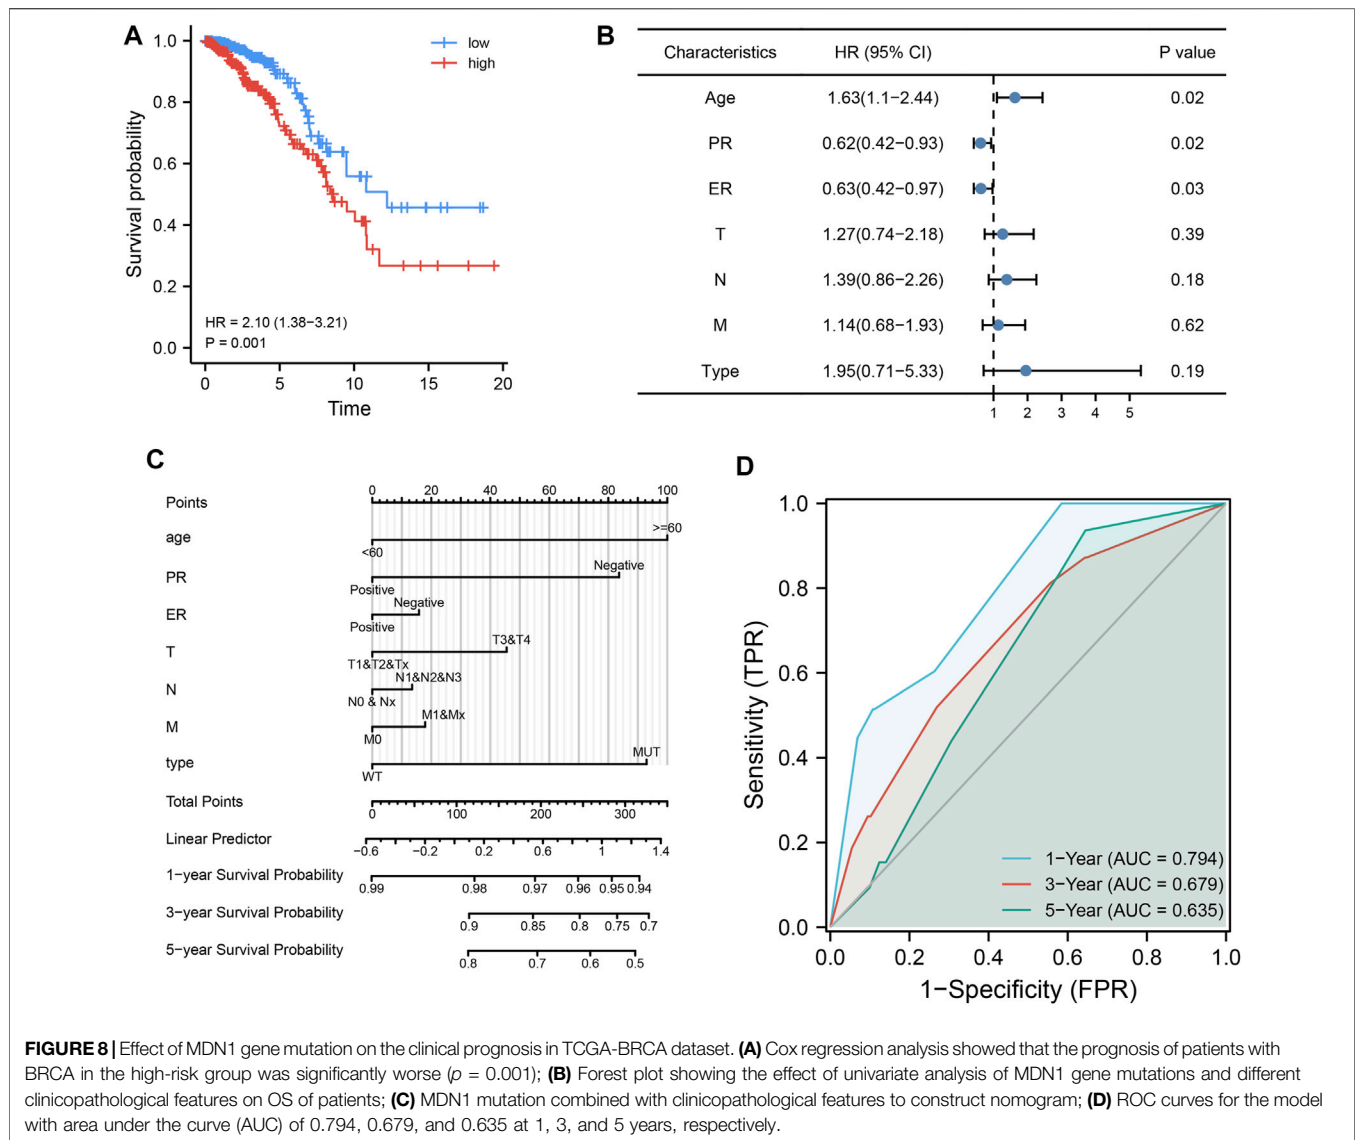 A
1.0
0.8
0.6
0.4
0.2
0.0
Survival probability
low
high
HR = 2.10 (1.38−3.21)
P = 0.001
0 5 10 15 20
Time
B
Characteristics HR (95% CI) P value
Age 1.63(1.1−2.44) 0.02
PR 0.62(0.42−0.93) 0.02
ER 0.63(0.42−0.97) 0.03
T 1.27(0.74−2.18) 0.39
N 1.39(0.86−2.26) 0.18
M 1.14(0.68−1.93) 0.62
Type 1.95(0.71−5.33) 0.19
1 2 3 4 5
C
0 20 40 60 80 100
Points
>=60
age
<60
Negative
PR
Positive
Negative
ER
Positive
T3&T4
T
T1&T2&Tx
N1&N2&N3
N
N0 & Nx
M1&Mx
M
M0
MUT
type
WT
Total Points
0 100 200 300
Linear Predictor
−0.6 −0.2 0.2 0.6 1 1.4
1−year Survival Probability
0.99 0.98 0.97 0.96 0.95 0.94
3−year Survival Probability
0.9 0.85 0.8 0.75 0.7
5−year Survival Probability
0.8 0.7 0.6 0.5
D
1.0
0.8
0.6
0.4
0.2
0.0
Sensitivity (TPR)
1−Year (AUC = 0.794)
3−Year (AUC = 0.679)
5−Year (AUC = 0.635)
0.0 0.2 0.4 0.6 0.8 1.0
1−Specificity (FPR)
FIGURE 8 | Effect of MDN1 gene mutation on the clinical prognosis in TCGA-BRCA dataset. (A) Cox regression analysis showed that the prognosis of patients with
BRCA in the high-risk group was significantly worse (p = 0.001); (B) Forest plot showing the effect of univariate analysis of MDN1 gene mutations and different
clinicopathological features on OS of patients; (C) MDN1 mutation combined with clinicopathological features to construct nomogram; (D) ROC curves for the model
with area under the curve (AUC) of 0.794, 0.679, and 0.635 at 1, 3, and 5 years, respectively.